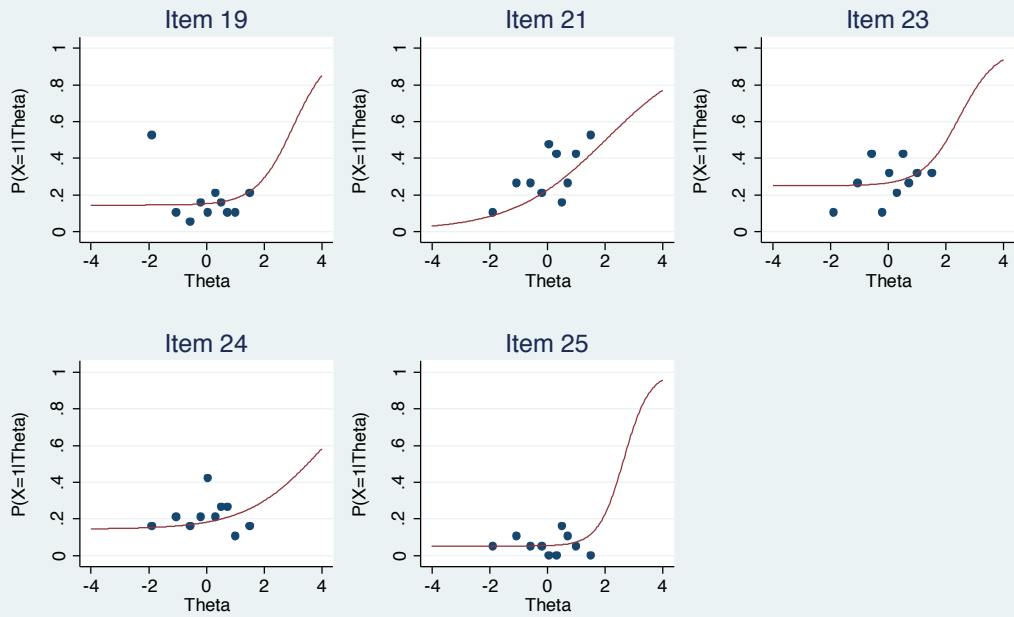 Item 19
P(X=1|Theta)
1
.8
.6
.4
.2
0
-4 -2 0 2 4
Theta
Item 21
P(X=1|Theta)
1
.8
.6
.4
.2
0
-4 -2 0 2 4
Theta
Item 23
P(X=1|Theta)
1
.8
.6
.4
.2
0
-4 -2 0 2 4
Theta
Item 24
P(X=1|Theta)
1
.8
.6
.4
.2
0
-4 -2 0 2 4
Theta
Item 25
P(X=1|Theta)
1
.8
.6
.4
.2
0
-4 -2 0 2 4
Theta